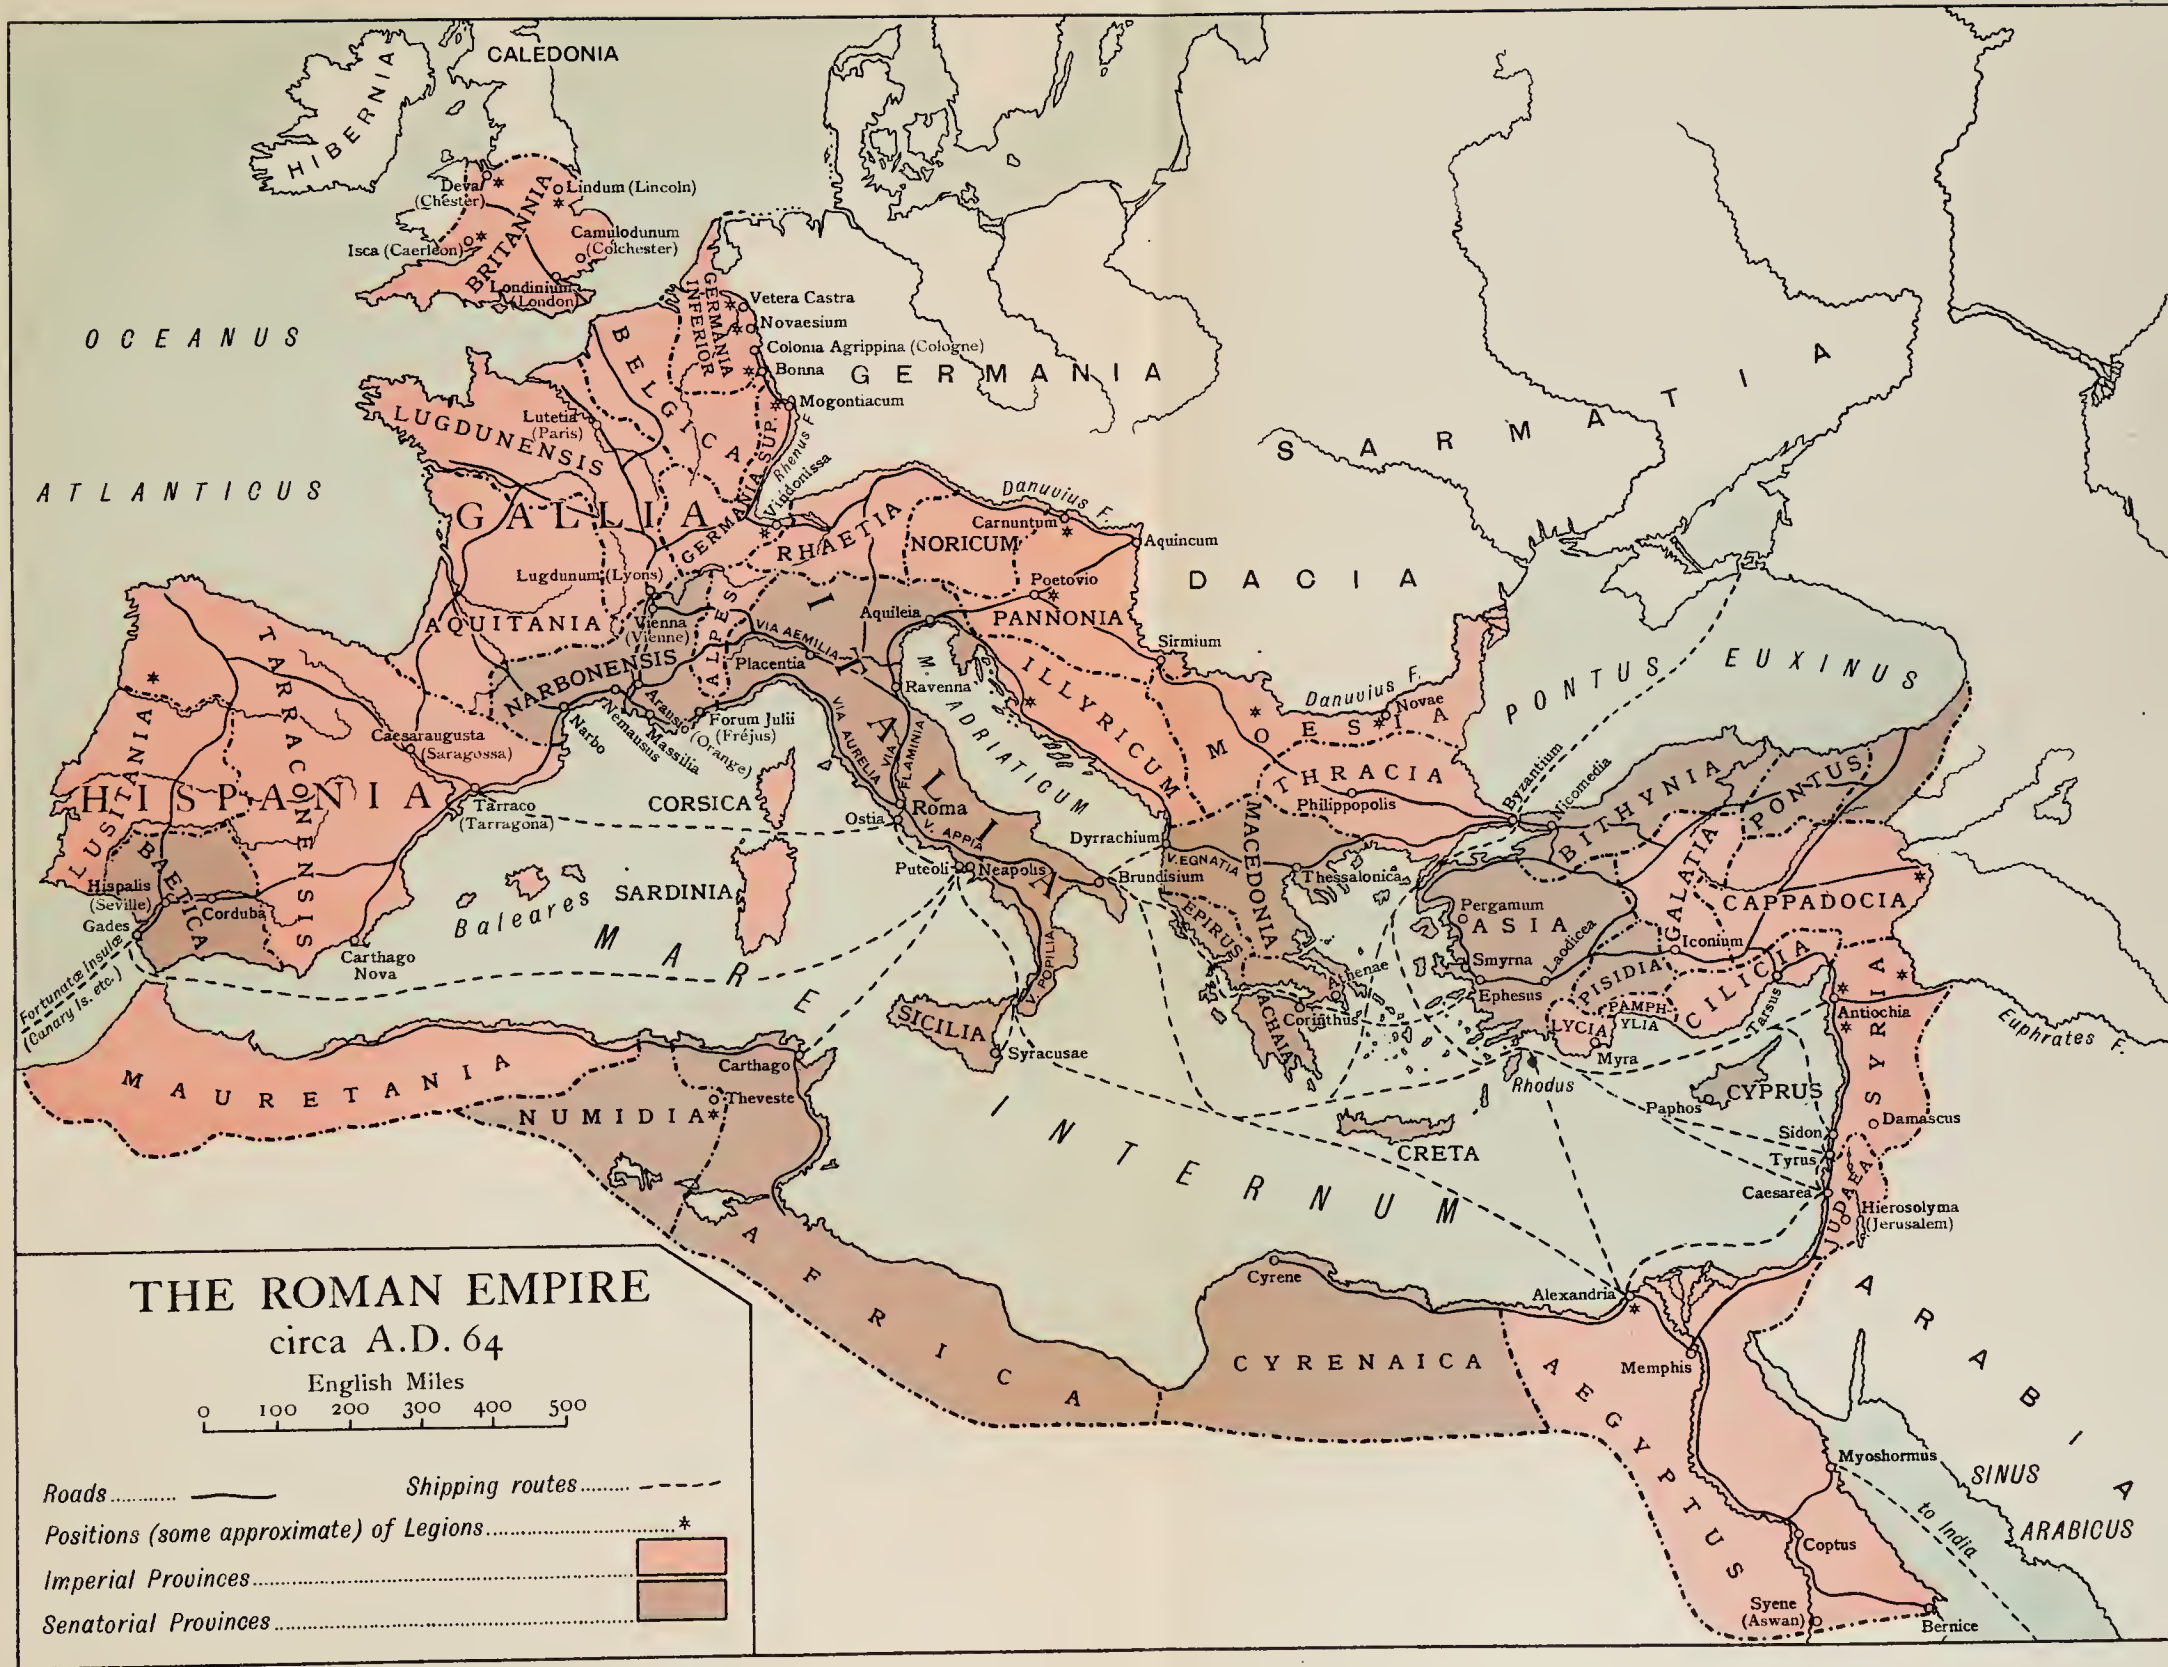 CALEDONIA
HIBERNIA
Deva
(Chester)
Lindum (Lincoln)
BRITANNIA
Isca (Caerleon)
Camulodunum
(Colchester)
Londinium
(London)
OCEANUS
ATLANTICUS
GERMANIA
INFERIOR
Vetera Castra
Novaesium
Colonia Agrippina (Cologne)
Bonna
Mogontiacum
GERMANIA
BELGICA
LUGDUNENSIS
Lutetia
(Paris)
GALLIA
GERMANIA SUP.
Rhenus F.
Vindonissa
SARMATIA
RHAETIA
NORICUM
Danuvius F.
Carnuntum
Aquincum
DACIA
Poetovio
PANNONIA
Lugdunum (Lyons)
AQUITANIA
Vienna
(Vienne)
NARBONENSIS
ALPES
ITALIA
VIA AEMILIA
Placentia
Aquileia
Ravenna
M. ADRIATICUM
ILLYRICUM
Sirmium
MOESIA
Danuvius F.
Novae
PONTUS EUXINUS
TARRACONENSIS
LUSITANIA
HISPANIA
Caesaraugusta
(Saragossa)
Narbo
Nemausus
Massilia
Arausio
(Orange)
Forum Julii
(Fréjus)
VIA AURELIA
VIA FLAMINIA
Tarraco
(Tarragona)
CORSICA
Ostia
Roma
V. APPIA
Puteoli
Neapolis
Brundisium
Dyrrachium
V. EGNATIA
MACEDONIA
THRACIA
Philippopolis
Byzantium
Nicomedia
BITHYNIA
PONTUS
BAETICA
Hispalis
(Seville)
Corduba
Gades
Carthago
Nova
Fortunatæ Insulæ
(Canary Is. etc.)
Baleares
SARDINIA
MARE
INTERNUM
V. POPILIA
SICILIA
Syracusae
EPIRUS
Thessalonica
Athenae
Corinthus
ACHAIA
Pergamum
ASIA
Smyrna
Ephesus
Laodicea
GALATIA
CAPPADOCIA
Iconium
PISIDIA
PAMPH-
YLIA
LYCIA
Myra
CILICIA
Tarsus
Antiochia
SYRIA
Euphrates F.
Rhodus
CYPRUS
Paphos
CRETA
Damascus
Sidon
Tyrus
Caesarea
JUDAEA
Hierosolyma
(Jerusalem)
MAURETANIA
NUMIDIA
Carthago
Theveste
AFRICA
Cyrene
CYRENAICA
Alexandria
Memphis
AEGYPTUS
ARABIA
Myoshormus
SINUS
ARABICUS
to India
Coptus
Syene
(Aswan)
Bernice
THE ROMAN EMPIRE
circa A.D. 64
English Miles
0 100 200 300 400 500
Roads
Shipping routes
Positions (some approximate) of Legions
Imperial Provinces
Senatorial Provinces